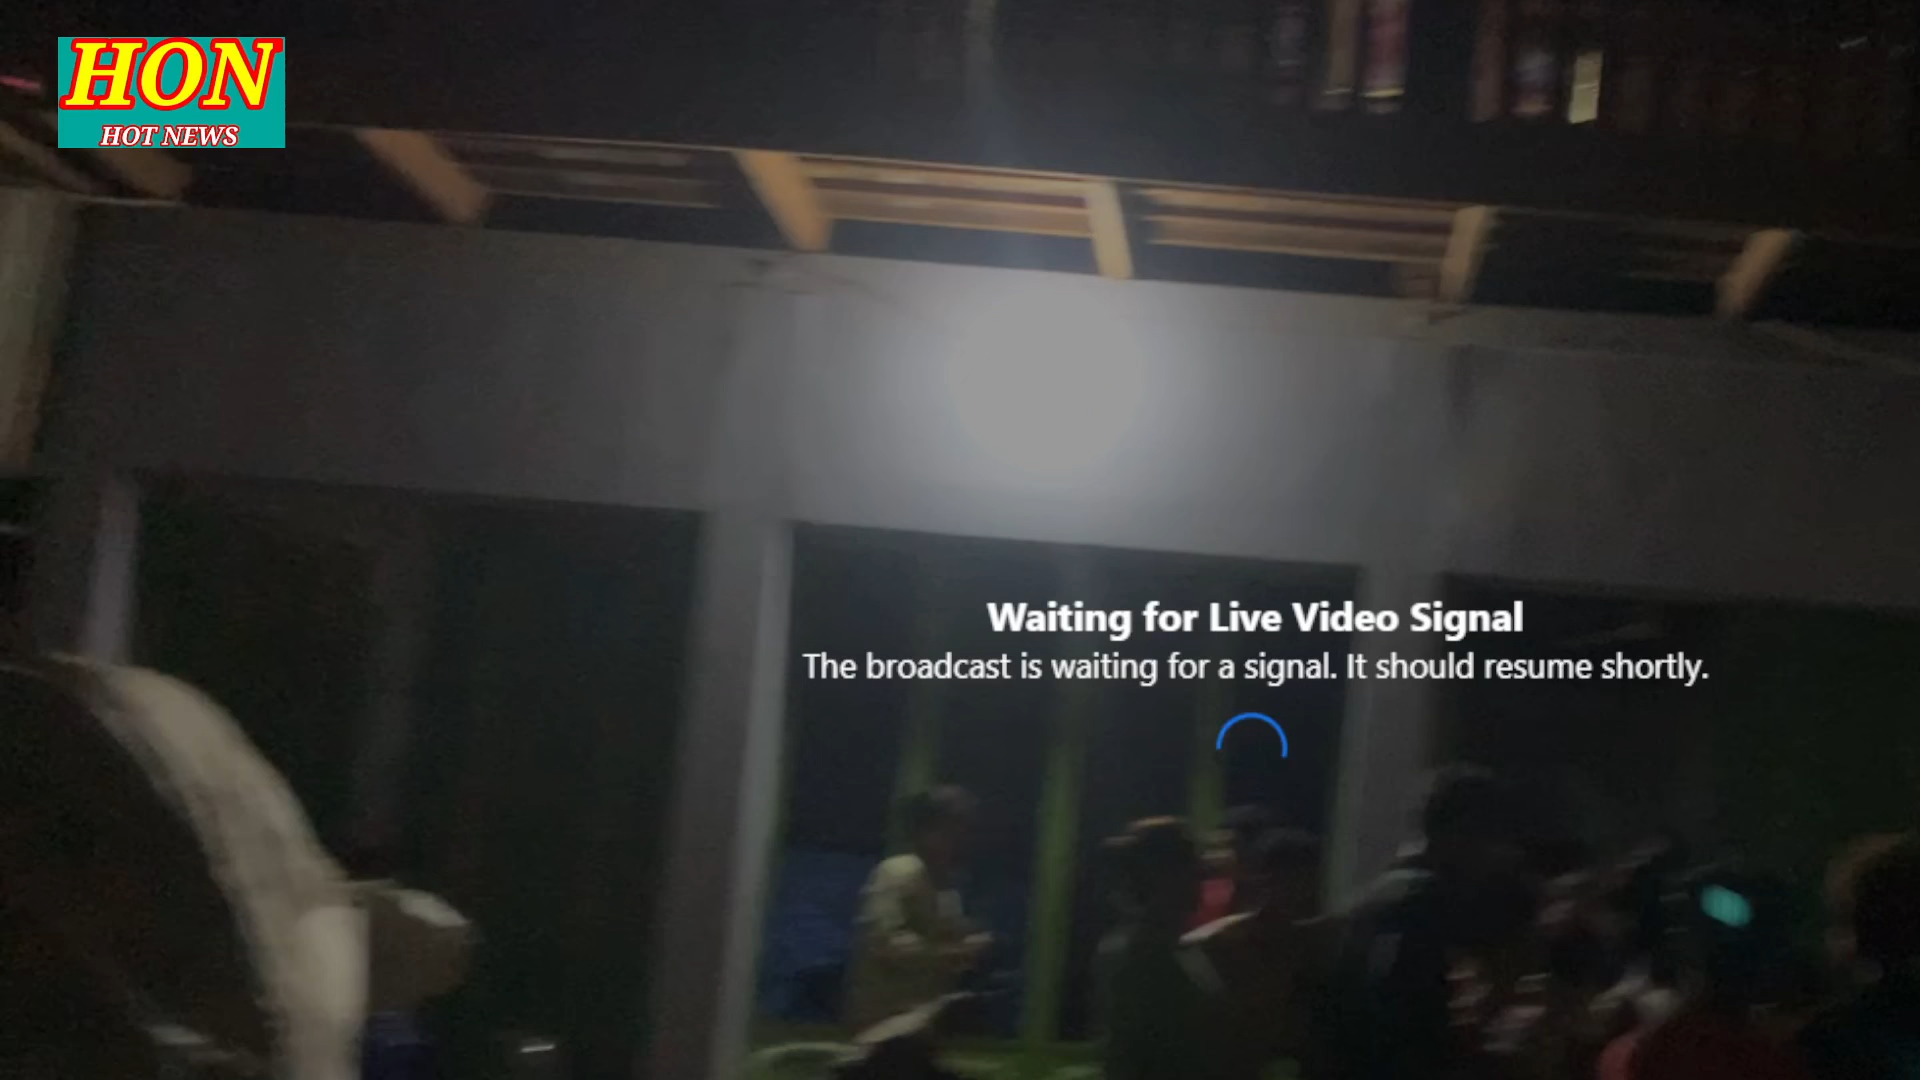 HON
HOT NEWS
Waiting for Live Video Signal
The broadcast is waiting for a signal. It should resume shortly.